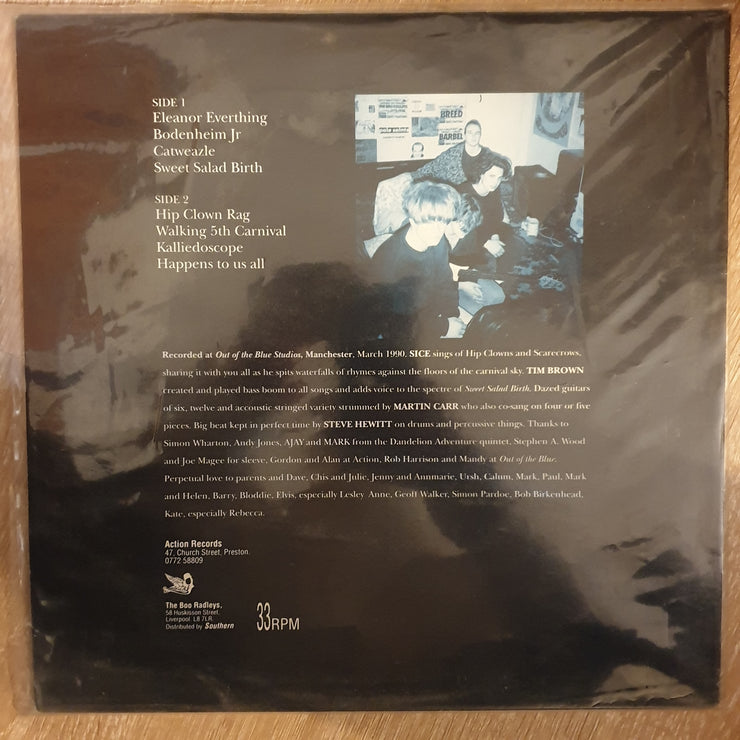 SIDE 1
Eleanor Everthing
Bodenheim Jr
Catweazle
Sweet Salad Birth
SIDE 2
Hip Clown Rag
Walking 5th Carnival
Kalliedoscope
Happens to us all
BREED
BARBEL
Recorded at Out of the Blue Studios, Manchester, March 1990. SICE sings of Hip Clowns and Scarecrows,
sharing it with you all as he spits waterfalls of rhymes against the floors of the carnival sky. TIM BROWN
created and played bass boom to all songs and adds voice to the spectre of Sweet Salad Birth. Dazed guitars
of six, twelve and accoustic stringed variety strummed by MARTIN CARR who also co-sang on four or five
pieces. Big beat kept in perfect time by STEVE HEWITT on drums and percussive things. Thanks to
Simon Wharton, Andy Jones, AJAY and MARK from the Dandelion Adventure quintet, Stephen A. Wood
and Joe Magee for sleeve, Gordon and Alan at Action, Rob Harrison and Mandy at Out of the Blue.
Perpetual love to parents and Dave, Chis and Julie, Jenny and Annmarie, Ursh, Calum, Mark, Paul, Mark
and Helen, Barry, Bloddie, Elvis, especially Lesley Anne, Geoff Walker, Simon Pardoe, Bob Birkenhead,
Kate, especially Rebecca.
Action Records
47, Church Street, Preston.
0772 58809
The Boo Radleys,
58 Huskisson Street,
Liverpool. L8 7LR.
Distributed by Southern
33RPM